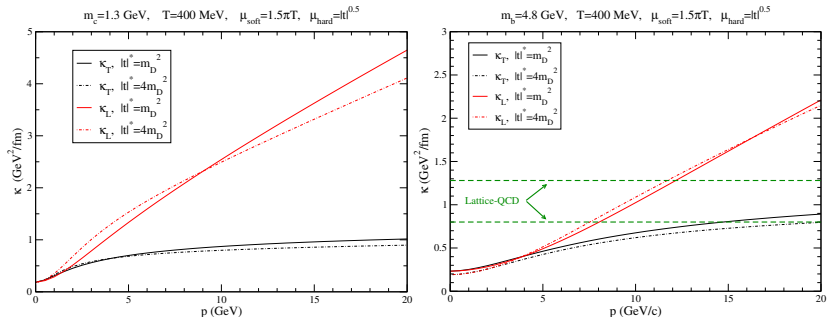 m_c=1.3 GeV, T=400 MeV, μ_soft=1.5πT, μ_hard=|t|^0.5
κ_T, |t|^*=m_D^2
κ_T, |t|^*=4m_D^2
κ_L, |t|^*=m_D^2
κ_L, |t|^*=4m_D^2
κ (GeV^2/fm)
5
4
3
2
1
0
0 5 10 15 20
p (GeV)
m_b=4.8 GeV, T=400 MeV, μ_soft=1.5πT, μ_hard=|t|^0.5
κ_T, |t|^*=m_D^2
κ_T, |t|^*=4m_D^2
κ_L, |t|^*=m_D^2
κ_L, |t|^*=4m_D^2
Lattice-QCD
κ (GeV^2/fm)
3
2.5
2
1.5
1
0.5
0
0 5 10 15 20
p (GeV/c)